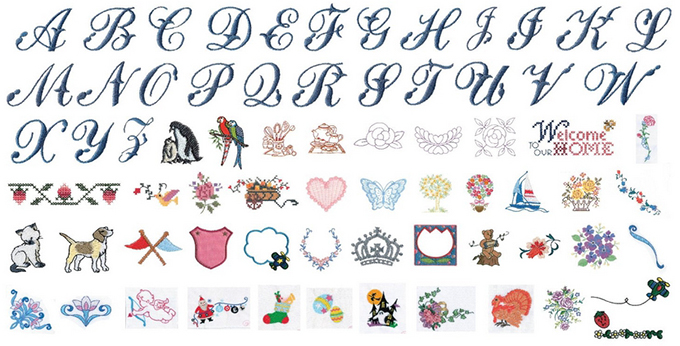 A B C D E F G H I J K L
M N O P Q R S T U V W
X Y Z
Welcome
TO OUR HOME